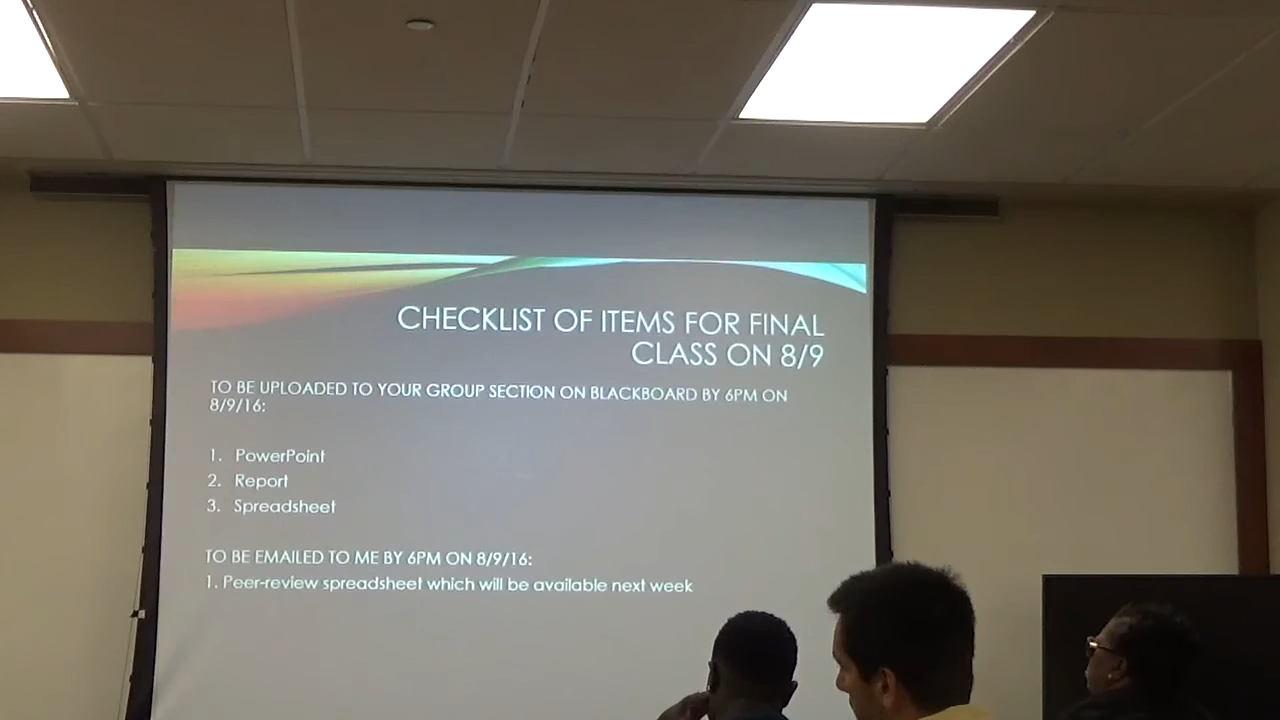 CHECKLIST OF ITEMS FOR FINAL
CLASS ON 8/9
TO BE UPLOADED TO YOUR GROUP SECTION ON BLACKBOARD BY 6PM ON
8/9/16:
1. PowerPoint
2. Report
3. Spreadsheet
TO BE EMAILED TO ME BY 6PM ON 8/9/16:
1. Peer-review spreadsheet which will be available next week